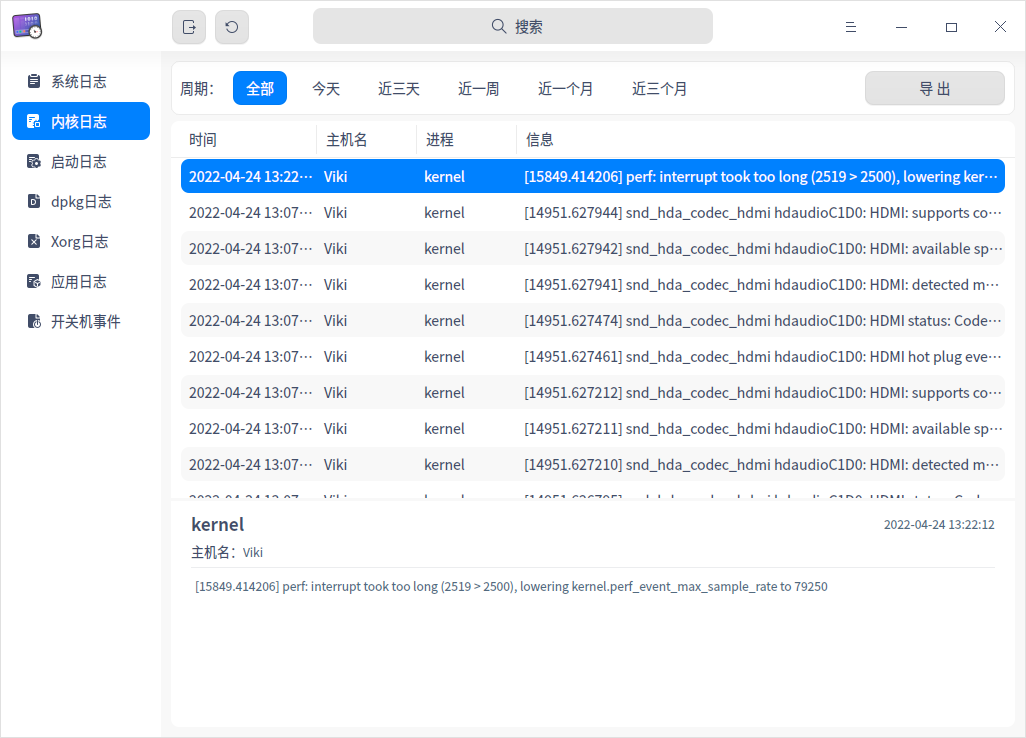 搜索
系统日志
内核日志
启动日志
dpkg日志
Xorg日志
应用日志
开关机事件
周期： 全部 今天 近三天 近一周 近一个月 近三个月 导 出
时间 主机名 进程 信息
2022-04-24 13:22··· Viki kernel [15849.414206] perf: interrupt took too long (2519 > 2500), lowering ker···
2022-04-24 13:07··· Viki kernel [14951.627944] snd_hda_codec_hdmi hdaudioC1D0: HDMI: supports co···
2022-04-24 13:07··· Viki kernel [14951.627942] snd_hda_codec_hdmi hdaudioC1D0: HDMI: available sp···
2022-04-24 13:07··· Viki kernel [14951.627941] snd_hda_codec_hdmi hdaudioC1D0: HDMI: detected m···
2022-04-24 13:07··· Viki kernel [14951.627474] snd_hda_codec_hdmi hdaudioC1D0: HDMI status: Code···
2022-04-24 13:07··· Viki kernel [14951.627461] snd_hda_codec_hdmi hdaudioC1D0: HDMI hot plug eve···
2022-04-24 13:07··· Viki kernel [14951.627212] snd_hda_codec_hdmi hdaudioC1D0: HDMI: supports co···
2022-04-24 13:07··· Viki kernel [14951.627211] snd_hda_codec_hdmi hdaudioC1D0: HDMI: available sp···
2022-04-24 13:07··· Viki kernel [14951.627210] snd_hda_codec_hdmi hdaudioC1D0: HDMI: detected m···
kernel 2022-04-24 13:22:12
主机名： Viki
[15849.414206] perf: interrupt took too long (2519 > 2500), lowering kernel.perf_event_max_sample_rate to 79250